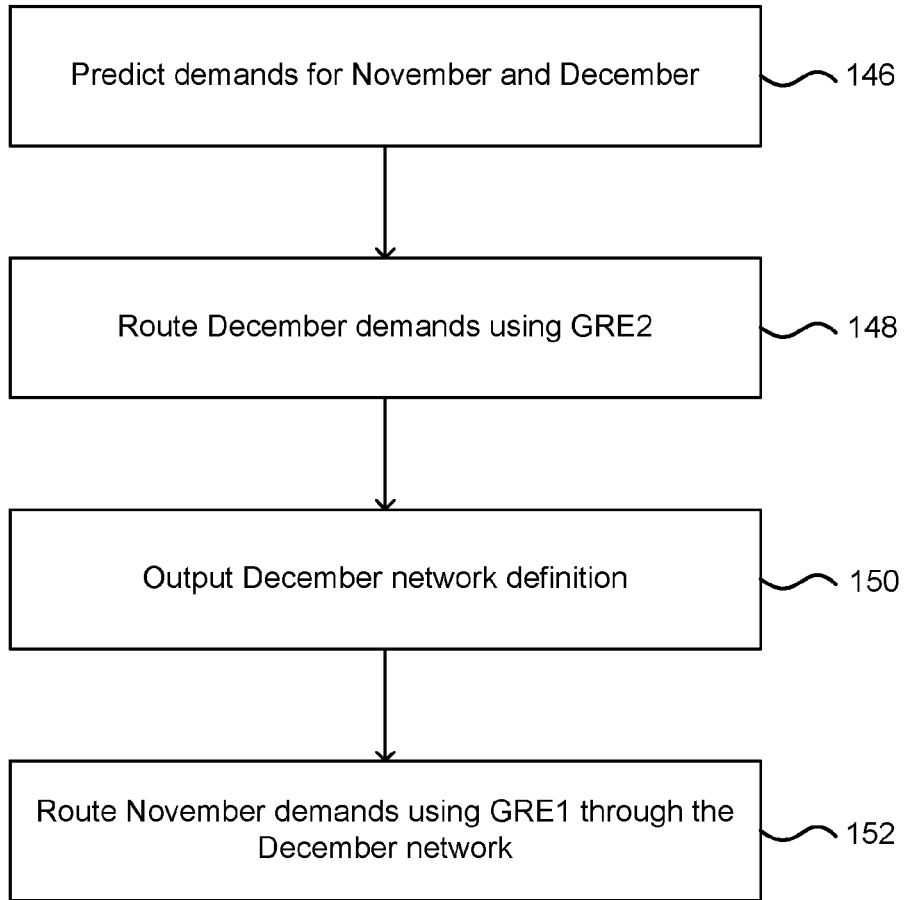 Predict demands for November and December
146
Route December demands using GRE2
148
Output December network definition
150
Route November demands using GRE1 through the
December network
152